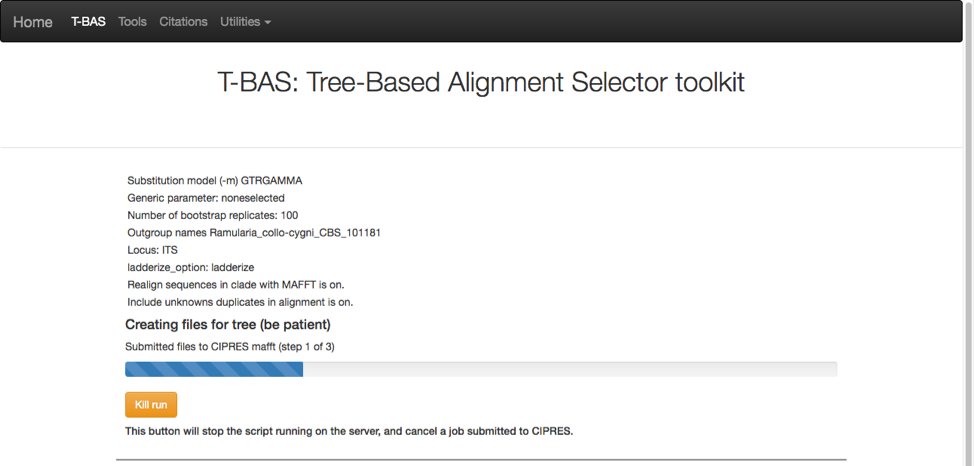 Home T-BAS Tools Citations Utilities
T-BAS: Tree-Based Alignment Selector toolkit
Substitution model (-m) GTRGAMMA
Generic parameter: noneselected
Number of bootstrap replicates: 100
Outgroup names Ramularia_collo-cygni_CBS_101181
Locus: ITS
ladderize_option: ladderize
Realign sequences in clade with MAFFT is on.
Include unknowns duplicates in alignment is on.
Creating files for tree (be patient)
Submitted files to CIPRES mafft (step 1 of 3)
Kill run
This button will stop the script running on the server, and cancel a job submitted to CIPRES.